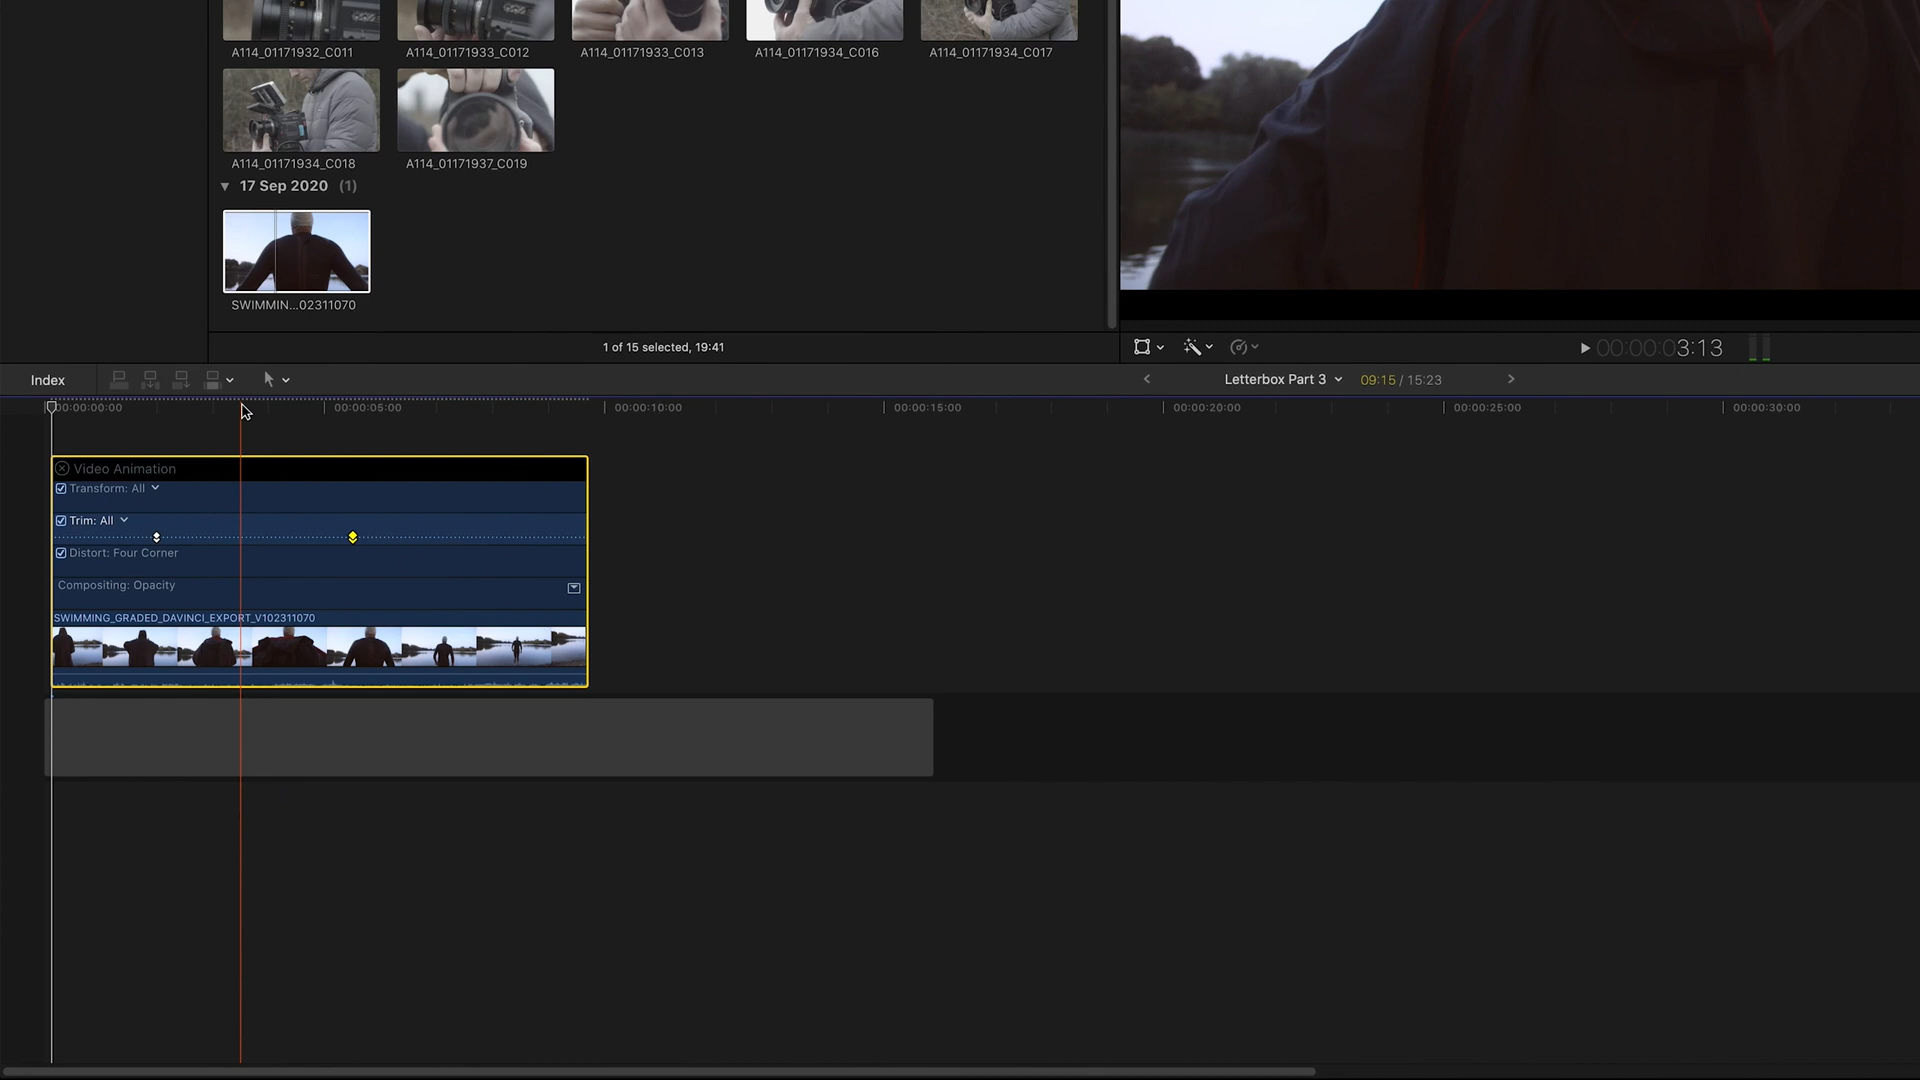 A114_01171932_C011
A114_01171933_C012
A114_01171933_C013
A114_01171934_C016
A114_01171934_C017
A114_01171934_C018
A114_01171937_C019
17 Sep 2020 (1)
SWIMMIN...02311070
1 of 15 selected, 19:41
00:00:03:13
Index
Letterbox Part 3
09:15 / 15:23
00:00:00:00
00:00:05:00
00:00:10:00
00:00:15:00
00:00:20:00
00:00:25:00
00:00:30:00
Video Animation
Transform: All
Trim: All
Distort: Four Corner
Compositing: Opacity
SWIMMING_GRADED_DAVINCI_EXPORT_V102311070